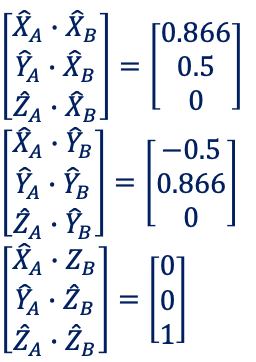 [X̂_A · X̂_B] = [0.866]
[Ŷ_A · X̂_B] = [0.5]
[Ẑ_A · X̂_B] = [0]
[X̂_A · Ŷ_B] = [−0.5]
[Ŷ_A · Ŷ_B] = [0.866]
[Ẑ_A · Ŷ_B] = [0]
[X̂_A · Z_B] = [0]
[Ŷ_A · Ẑ_B] = [0]
[Ẑ_A · Ẑ_B] = [1]